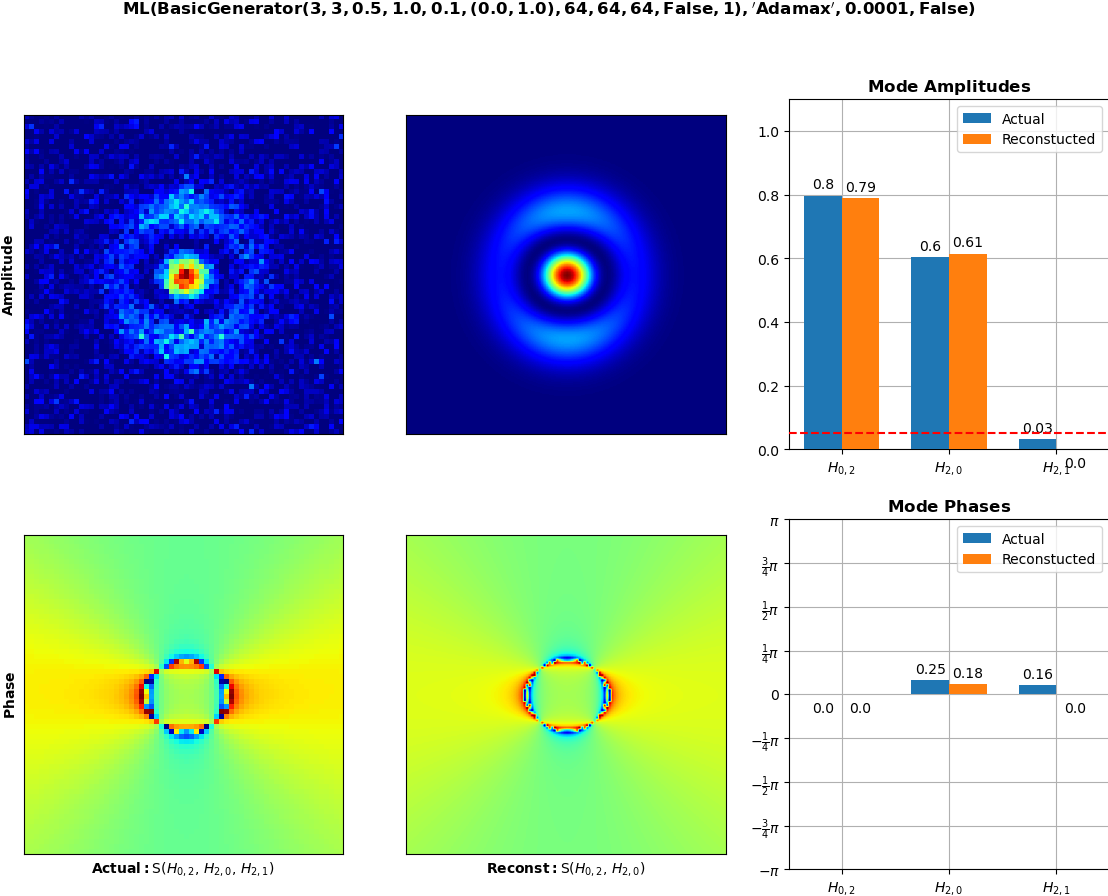 ML(BasicGenerator(3, 3, 0.5, 1.0, 0.1, (0.0, 1.0), 64, 64, 64, False, 1), ′Adamax′, 0.0001, False)
Amplitude
Mode Amplitudes
Actual
Reconstucted
1.0
0.8
0.6
0.4
0.2
0.0
0.8 0.79
0.6 0.61
0.03 0.0
H0, 2 H2, 0 H2, 1
Phase
Actual: S(H0, 2, H2, 0, H2, 1)
Reconst: S(H0, 2, H2, 0)
Mode Phases
Actual
Reconstucted
π
3/4π
1/2π
1/4π
0
−1/4π
−1/2π
−3/4π
−π
0.0 0.0
0.25 0.18
0.16 0.0
H0, 2 H2, 0 H2, 1